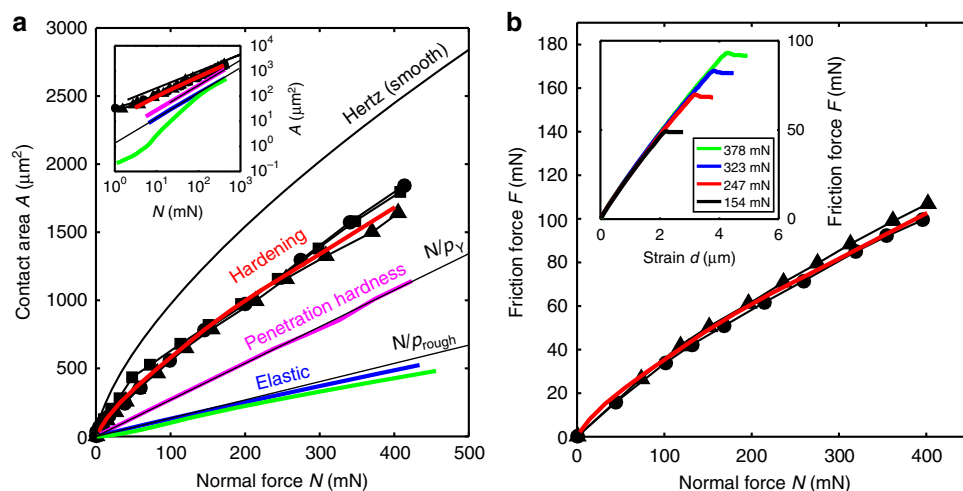 a
3000
2500
2000
1500
1000
500
0
Contact area A (μm²)
0 100 200 300 400 500
Normal force N (mN)
10⁴
10³
10²
10¹
10⁰
10⁻¹
A (μm²)
10⁰ 10¹ 10²
N (mN)
Hertz (smooth)
Hardening
N/pY
Penetration hardness
N/prough
Elastic
b
180
160
140
120
100
80
60
40
20
0
Friction force F (mN)
0 100 200 300 400 500
Normal force N (mN)
100
50
0
Friction force F (mN)
378 mN
323 mN
247 mN
154 mN
0 2 4 6
Strain d (μm)